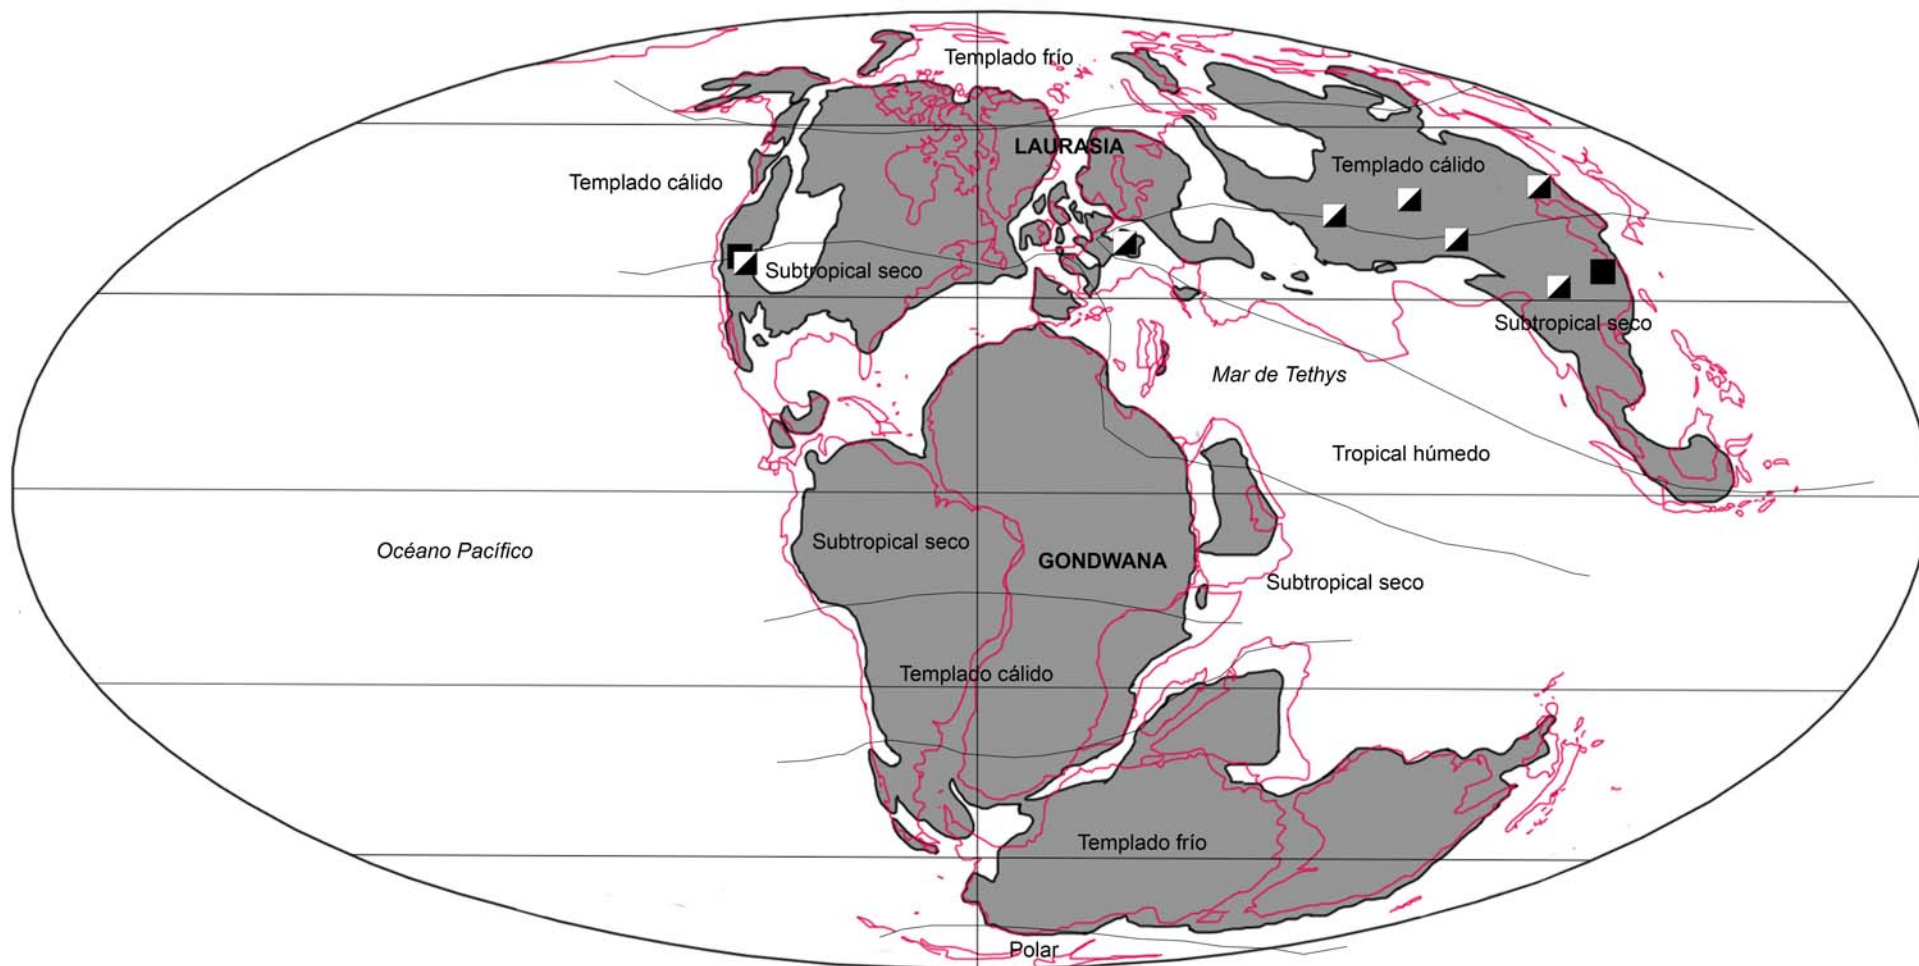 Templado frío
LAURASIA
Templado cálido
Templado cálido
Subtropical seco
Subtropical seco
Mar de Tethys
Tropical húmedo
Subtropical seco
Océano Pacífico
GONDWANA
Subtropical seco
Templado cálido
Templado frío
Polar